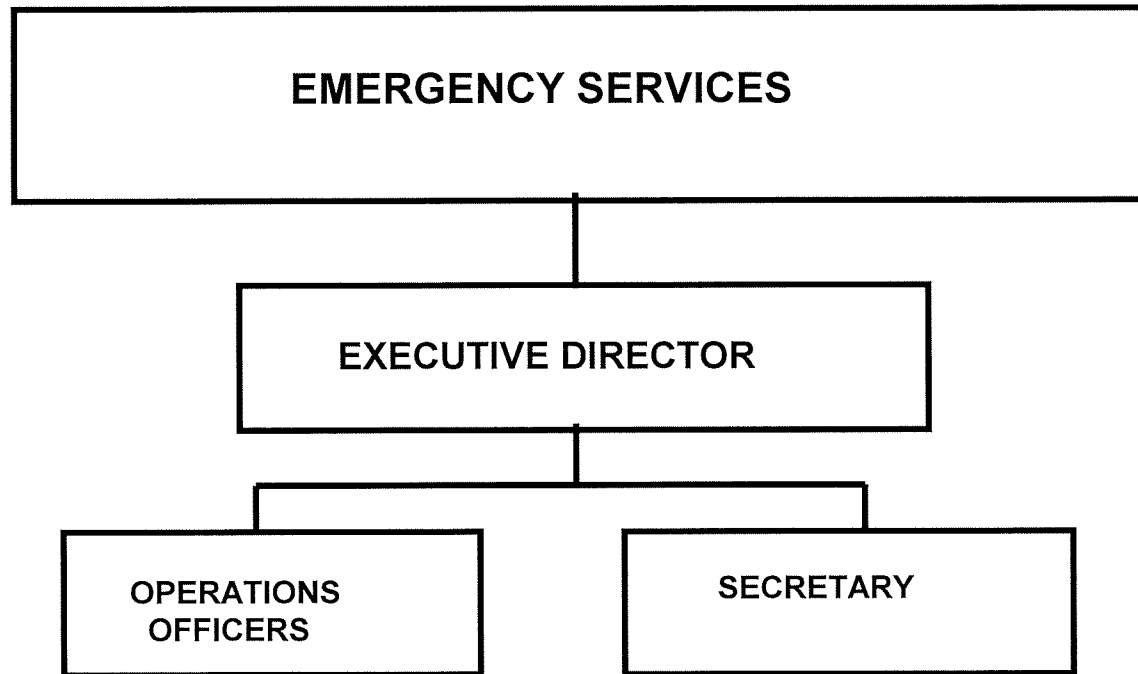 EMERGENCY SERVICES
EXECUTIVE DIRECTOR
OPERATIONS
OFFICERS
SECRETARY